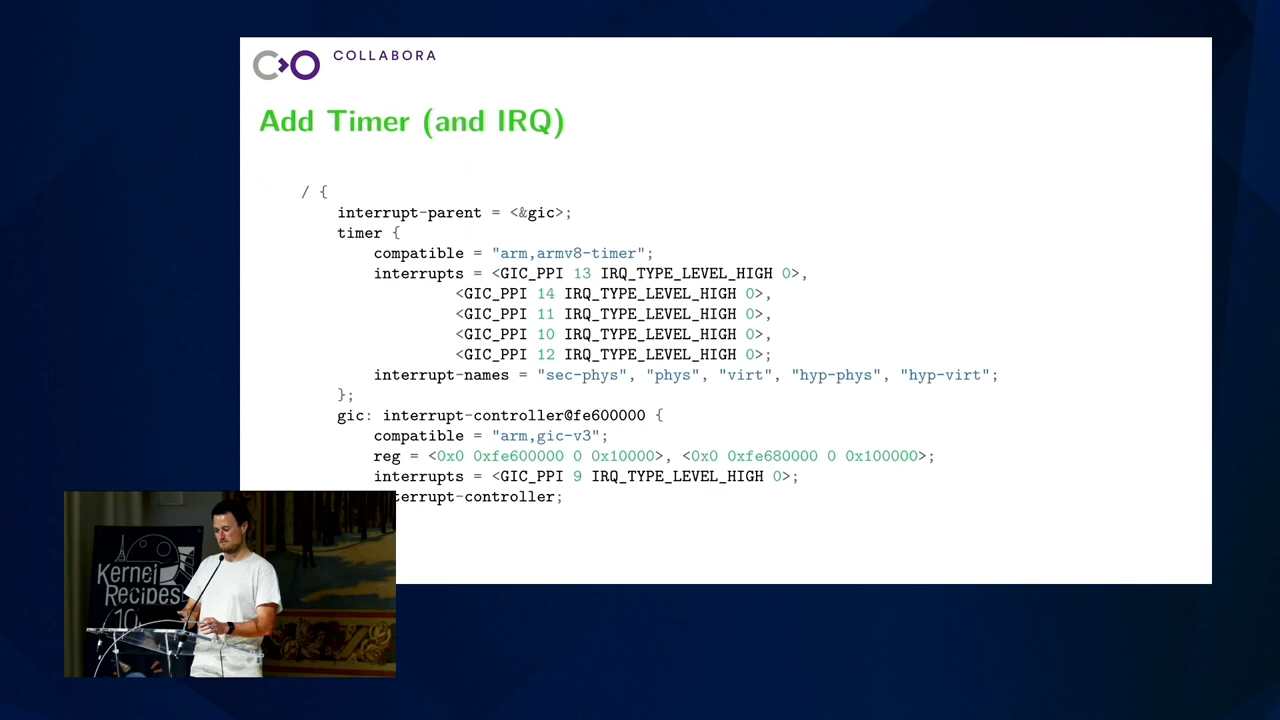 COLLABORA
Add Timer (and IRQ)
/ {
interrupt-parent = <&gic>;
timer {
compatible = "arm,armv8-timer";
interrupts = <GIC_PPI 13 IRQ_TYPE_LEVEL_HIGH 0>,
<GIC_PPI 14 IRQ_TYPE_LEVEL_HIGH 0>,
<GIC_PPI 11 IRQ_TYPE_LEVEL_HIGH 0>,
<GIC_PPI 10 IRQ_TYPE_LEVEL_HIGH 0>,
<GIC_PPI 12 IRQ_TYPE_LEVEL_HIGH 0>;
interrupt-names = "sec-phys", "phys", "virt", "hyp-phys", "hyp-virt";
};
gic: interrupt-controller@fe600000 {
compatible = "arm,gic-v3";
reg = <0x0 0xfe600000 0 0x10000>, <0x0 0xfe680000 0 0x100000>;
interrupts = <GIC_PPI 9 IRQ_TYPE_LEVEL_HIGH 0>;
terrupt-controller;
Kernel
Recipes
10